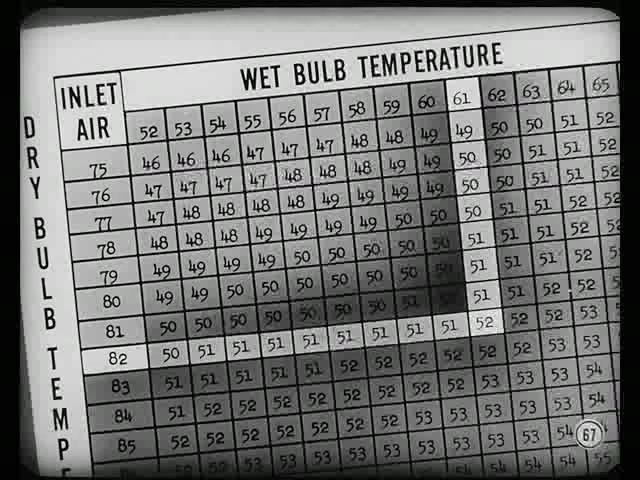 WET BULB TEMPERATURE
INLET AIR 52 53 54 55 56 57 58 59 60 61 62 63 64 65
75 46 46 46 47 47 47 48 48 49 49 50 50 51 52
76 47 47 47 47 48 48 48 49 49 50 50 51 51 52
77 47 48 48 48 48 48 49 49 49 50 50 51 51 52
78 48 48 48 49 49 49 49 50 50 50 51 51 52 52
79 49 49 49 49 50 50 50 50 50 51 51 51 52
80 49 49 50 50 50 50 50 50 50 51 51 51 52
81 50 50 50 50 50 50 50 51 51 51 52 52 53
82 50 51 51 51 51 51 51 51 51 52 52 52 53
83 51 51 51 51 51 52 52 52 52 52 52 53 53 54
84 51 52 52 52 52 52 52 52 53 53 53 54
85 52 52 52 52 52 53 53 53 53 53 54
DRY BULB TEMP
67